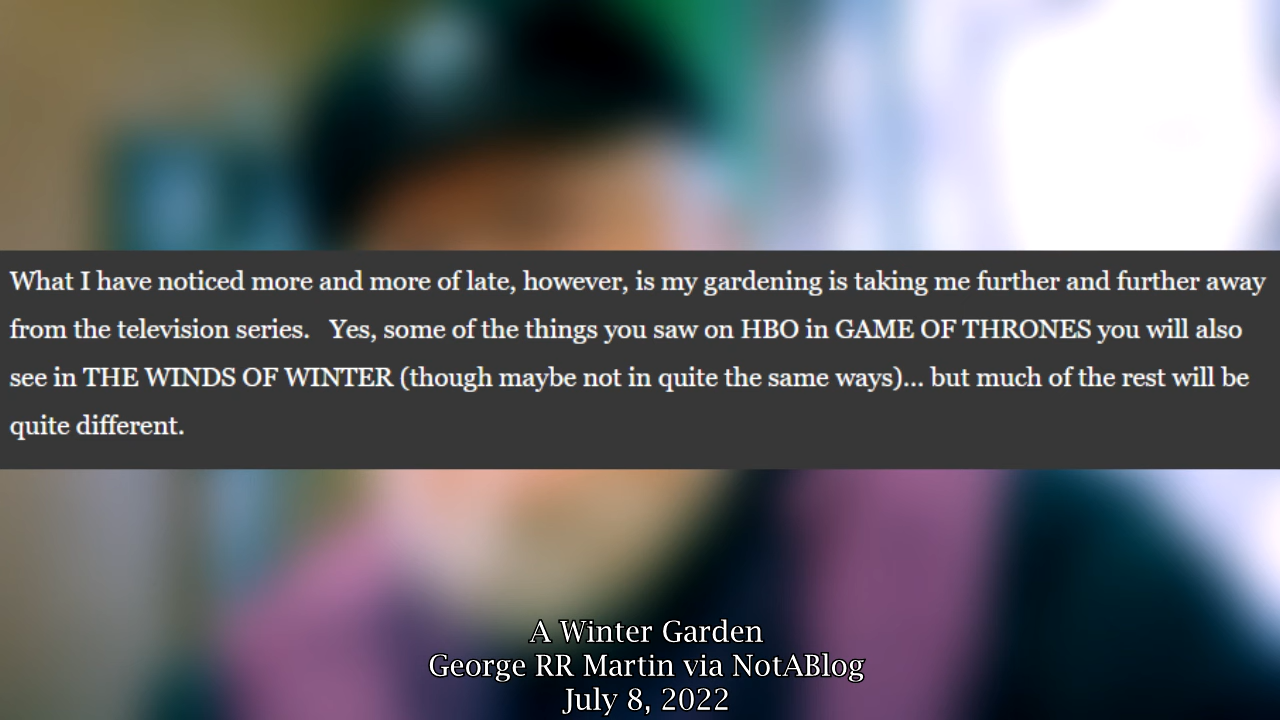 What I have noticed more and more of late, however, is my gardening is taking me further and further away
from the television series.   Yes, some of the things you saw on HBO in GAME OF THRONES you will also
see in THE WINDS OF WINTER (though maybe not in quite the same ways)... but much of the rest will be
quite different.
A Winter Garden
George RR Martin via NotABlog
July 8, 2022